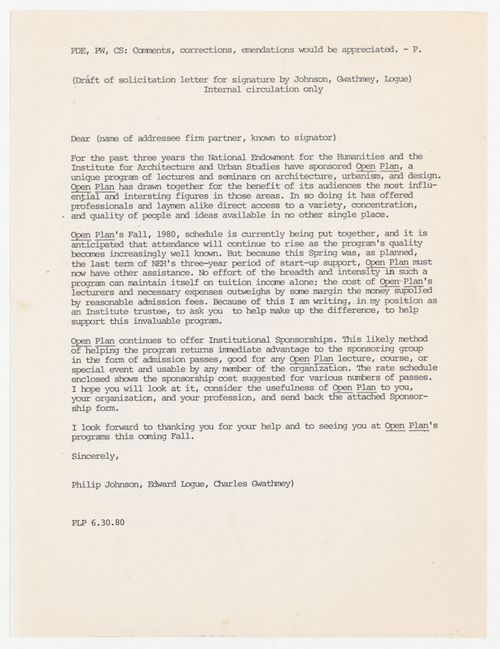 PDE, PW, CS: Comments, corrections, emendations would be appreciated. - P.
(Draft of solicitation letter for signature by Johnson, Gwathmey, Logue)
Internal circulation only
Dear (name of addressee firm partner, known to signator)
For the past three years the National Endowment for the Humanities and the
Institute for Architecture and Urban Studies have sponsored Open Plan, a
unique program of lectures and seminars on architecture, urbanism, and design.
Open Plan has drawn together for the benefit of its audiences the most influ-
ential and intersting figures in those areas. In so doing it has offered
professionals and laymen alike direct access to a variety, concentration,
and quality of people and ideas available in no other single place.
Open Plan's Fall, 1980, schedule is currently being put together, and it is
anticipated that attendance will continue to rise as the program's quality
becomes increasingly well known. But because this Spring was, as planned,
the last term of NEH's three-year period of start-up support, Open Plan must
now have other assistance. No effort of the breadth and intensity in such a
program can maintain itself on tuition income alone; the cost of Open Plan's
lecturers and necessary expenses outweighs by some margin the money supplied
by reasonable admission fees. Because of this I am writing, in my position as
an Institute trustee, to ask you to help make up the difference, to help
support this invaluable program.
Open Plan continues to offer Institutional Sponsorships. This likely method
of helping the program returns immediate advantage to the sponsoring group
in the form of admission passes, good for any Open Plan lecture, course, or
special event and usable by any member of the organization. The rate schedule
enclosed shows the sponsorship cost suggested for various numbers of passes.
I hope you will look at it, consider the usefulness of Open Plan to you,
your organization, and your profession, and send back the attached Sponsor-
ship form.
I look forward to thanking you for your help and to seeing you at Open Plan's
programs this coming Fall.
Sincerely,
Philip Johnson, Edward Logue, Charles Gwathmey)
PLP 6.30.80